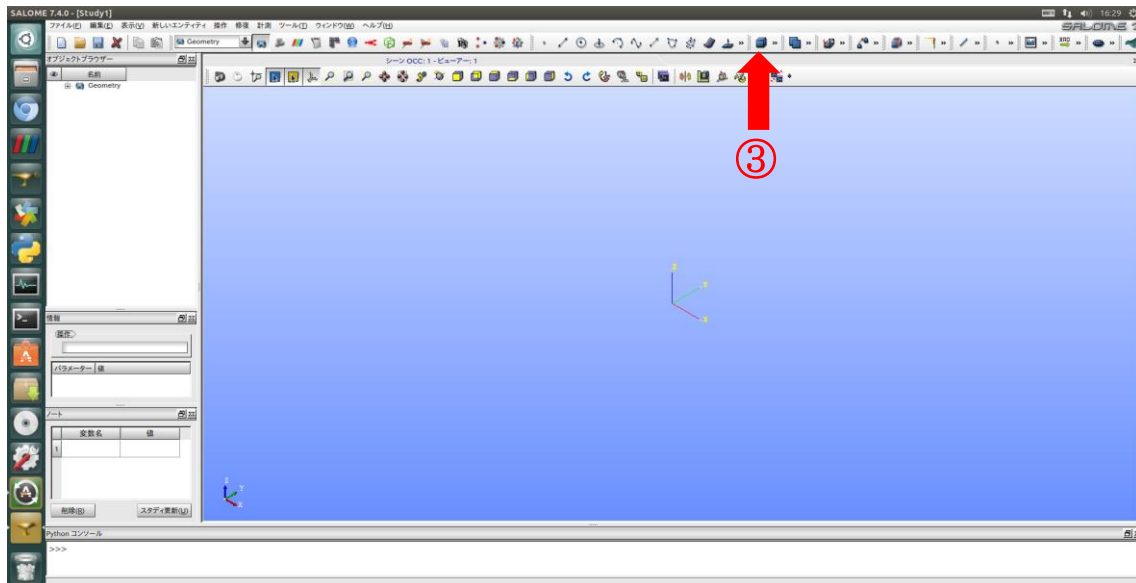 SALOME 7.4.0 - [Study1]
16:29
ファイル(F) 編集(E) 表示(V) 新しいエンティティ 操作 修復 計測 ツール(T) ウィンドウ(W) ヘルプ(H)
SALOME 7
Geometry
オブジェクトブラウザー
シーン OCC: 1 - ビューアー: 1
名前
Geometry
③
Z
Y
X
情報
操作
パラメーター 値
ノート
変数名 値
1
Z
Y
X
削除(R) スタディ更新(U)
Python コンソール
>>>